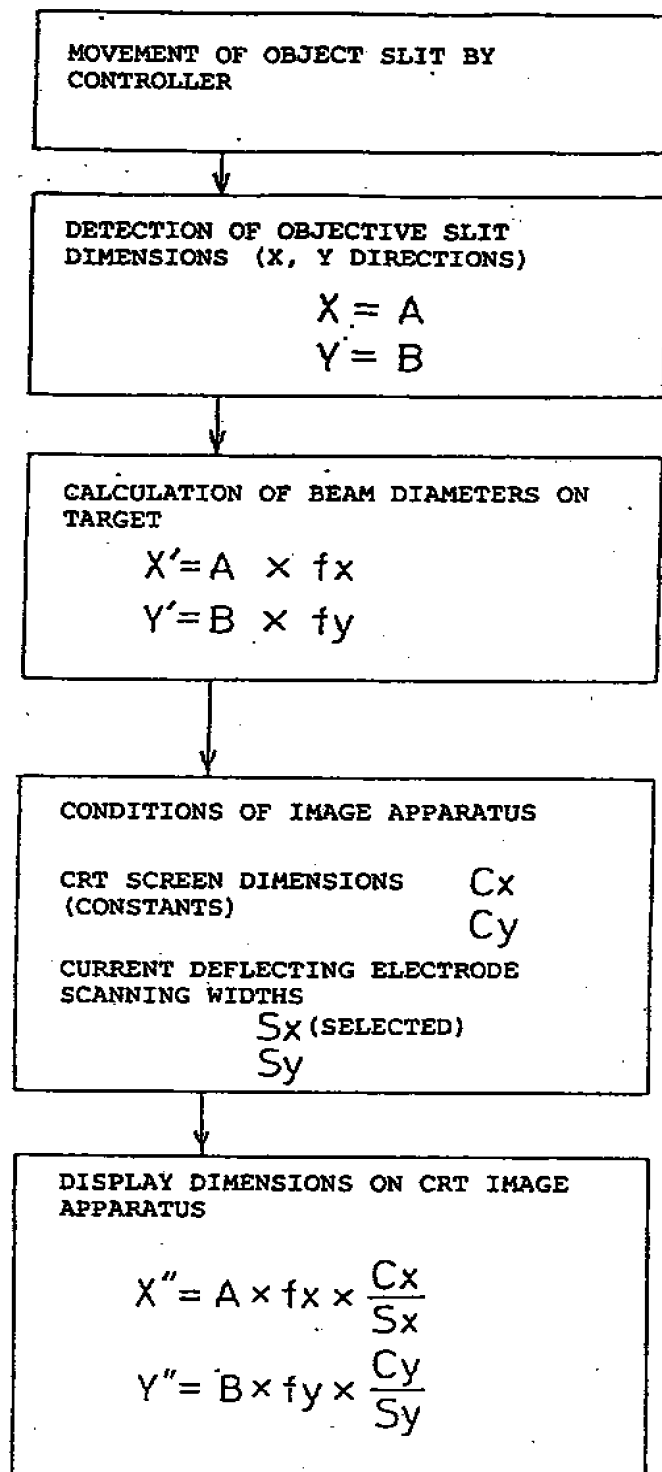 MOVEMENT OF OBJECT SLIT BY
CONTROLLER
DETECTION OF OBJECTIVE SLIT
DIMENSIONS (X, Y DIRECTIONS)
X = A
Y = B
CALCULATION OF BEAM DIAMETERS ON
TARGET
X′= A × fx
Y′= B × fy
CONDITIONS OF IMAGE APPARATUS
CRT SCREEN DIMENSIONS Cx
(CONSTANTS) Cy
CURRENT DEFLECTING ELECTRODE
SCANNING WIDTHS
Sx (SELECTED)
Sy
DISPLAY DIMENSIONS ON CRT IMAGE
APPARATUS
X″= A × fx × Cx/Sx
Y″= B × fy × Cy/Sy